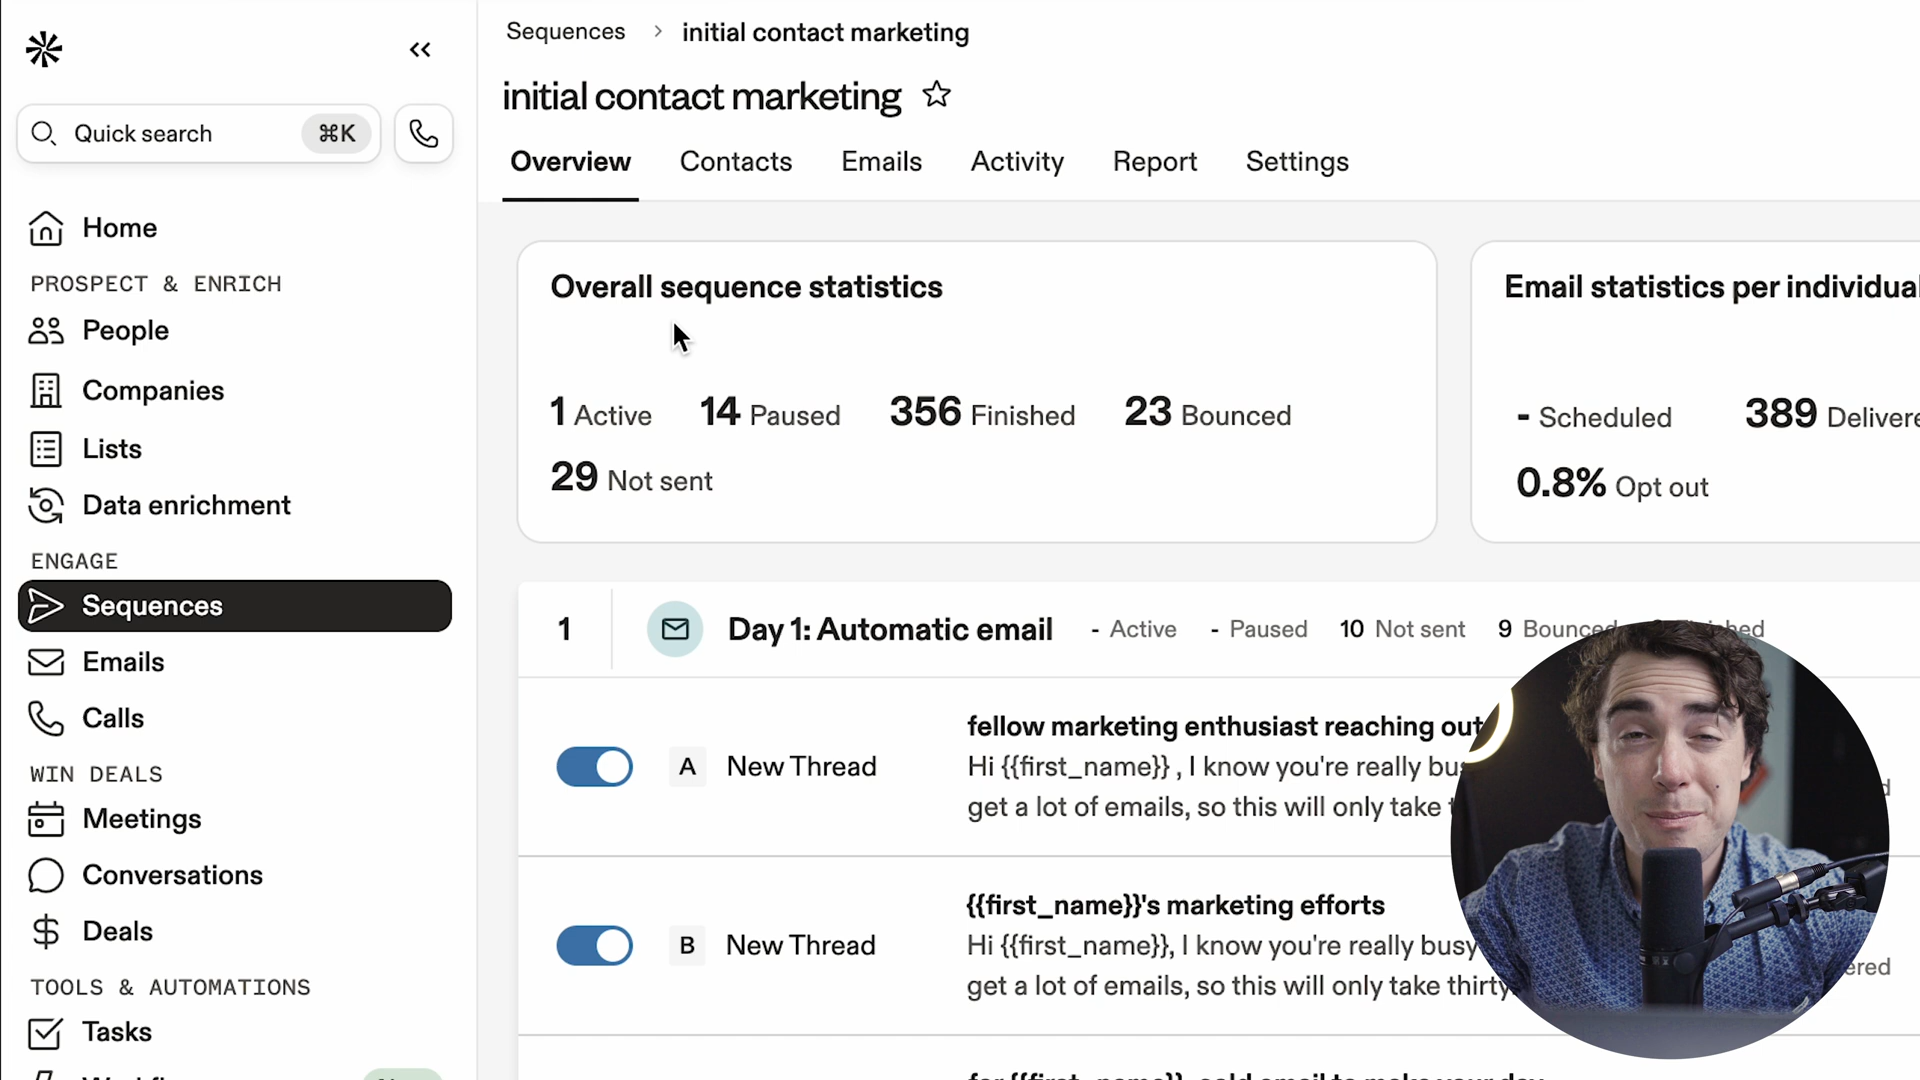 Sequences > initial contact marketing
initial contact marketing
Quick search ⌘K
Overview Contacts Emails Activity Report Settings
Home
PROSPECT & ENRICH
People
Companies
Lists
Data enrichment
ENGAGE
Sequences
Emails
Calls
WIN DEALS
Meetings
Conversations
Deals
TOOLS & AUTOMATIONS
Tasks
Overall sequence statistics
1 Active 14 Paused 356 Finished 23 Bounced
29 Not sent
Email statistics per individual
- Scheduled 389 Delivere
0.8% Opt out
1 Day 1: Automatic email - Active - Paused 10 Not sent 9 Bounced
A New Thread
fellow marketing enthusiast reaching out
Hi {{first_name}} , I know you're really bus
get a lot of emails, so this will only take
B New Thread
{{first_name}}'s marketing efforts
Hi {{first_name}}, I know you're really busy
get a lot of emails, so this will only take thirty
ered